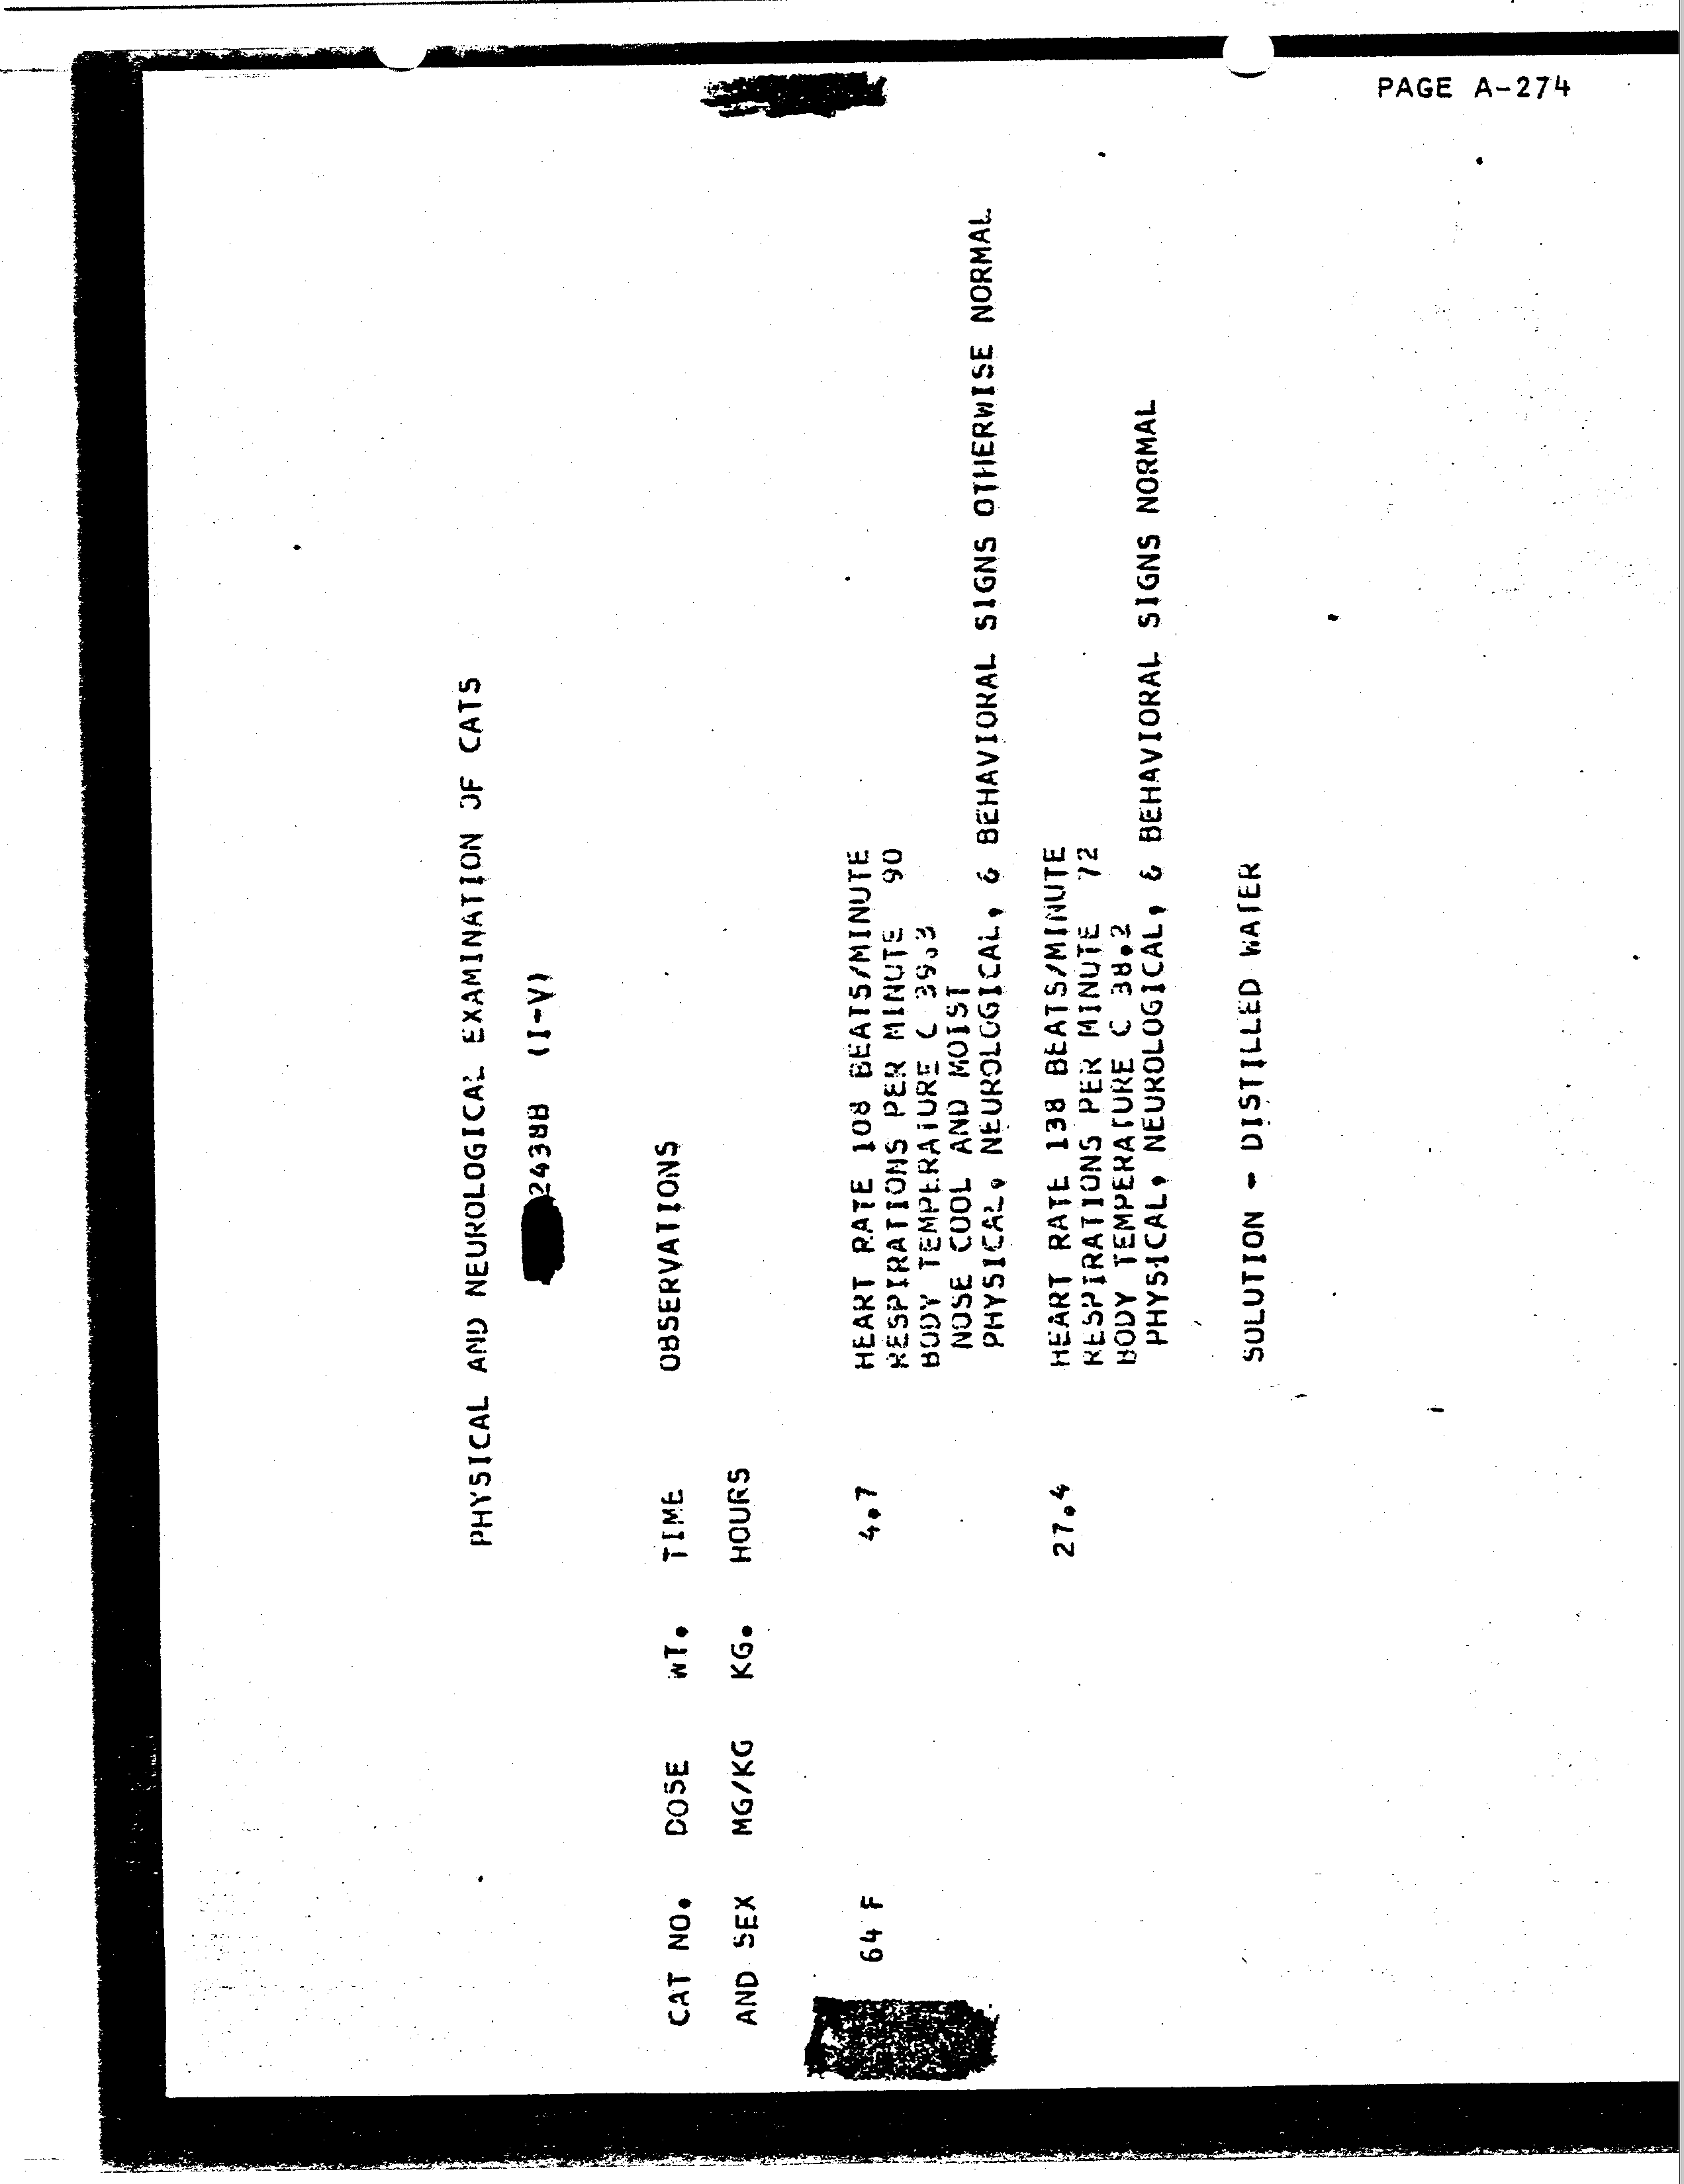 PAGE A-274
PHYSICAL AND NEUROLOGICAL EXAMINATION OF CATS
2438B (I-V)
CAT NO. DOSE WT. TIME OBSERVATIONS
AND SEX MG/KG KG. HOURS
64 F 4.7 HEART RATE 108 BEATS/MINUTE
RESPIRATIONS PER MINUTE 90
BODY TEMPERATURE C 39.3
NOSE COOL AND MOIST
PHYSICAL, NEUROLOGICAL, & BEHAVIORAL SIGNS OTHERWISE NORMAL
27.4 HEART RATE 138 BEATS/MINUTE
RESPIRATIONS PER MINUTE 72
BODY TEMPERATURE C 38.2
PHYSICAL, NEUROLOGICAL, & BEHAVIORAL SIGNS NORMAL
SOLUTION - DISTILLED WATER